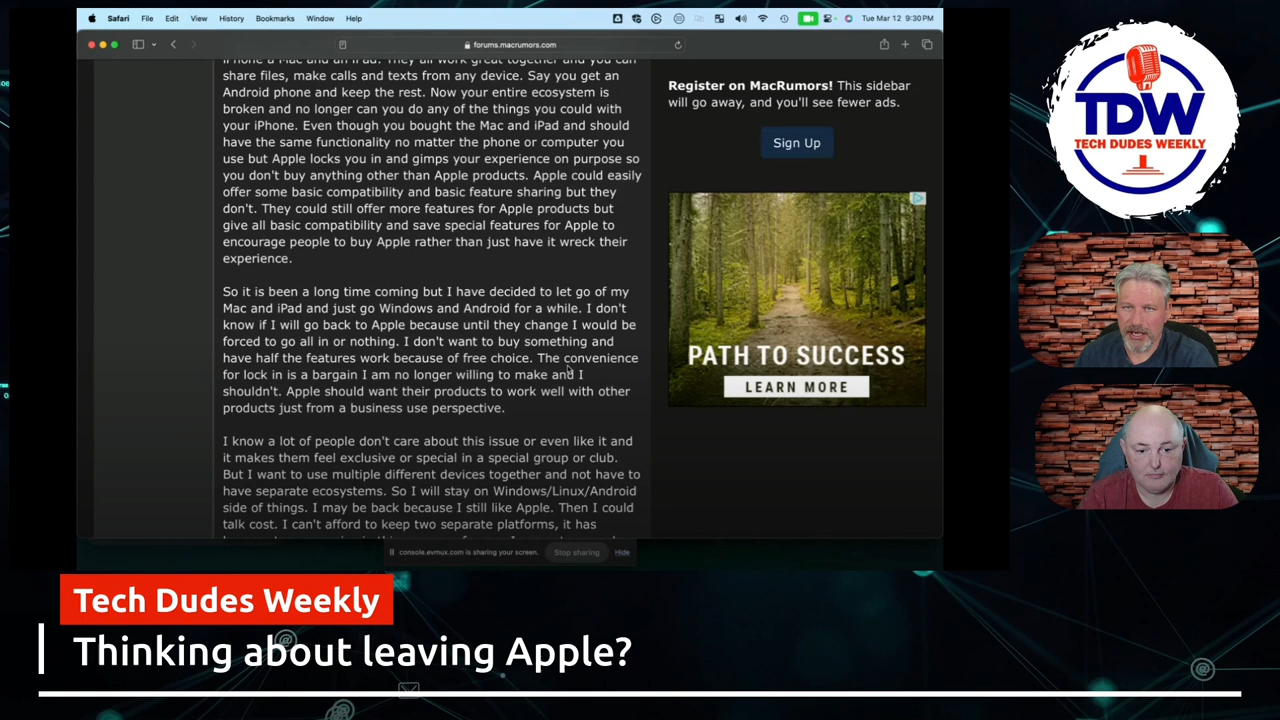 Safari File Edit View History Bookmarks Window Help
Tue Mar 12 9:30 PM
forums.macrumors.com
iPhone a Mac and an iPad. They all work great together and you can
share files, make calls and texts from any device. Say you get an
Android phone and keep the rest. Now your entire ecosystem is
broken and no longer can you do any of the things you could with
your iPhone. Even though you bought the Mac and iPad and should
have the same functionality no matter the phone or computer you
use but Apple locks you in and gimps your experience on purpose so
you don't buy anything other than Apple products. Apple could easily
offer some basic compatibility and basic feature sharing but they
don't. They could still offer more features for Apple products but
give all basic compatibility and save special features for Apple to
encourage people to buy Apple rather than just have it wreck their
experience.
So it is been a long time coming but I have decided to let go of my
Mac and iPad and just go Windows and Android for a while. I don't
know if I will go back to Apple because until they change I would be
forced to go all in or nothing. I don't want to buy something and
have half the features work because of free choice. The convenience
for lock in is a bargain I am no longer willing to make and I
shouldn't. Apple should want their products to work well with other
products just from a business use perspective.
I know a lot of people don't care about this issue or even like it and
it makes them feel exclusive or special in a special group or club.
But I want to use multiple different devices together and not have to
have separate ecosystems. So I will stay on Windows/Linux/Android
side of things. I may be back because I still like Apple. Then I could
talk cost. I can't afford to keep two separate platforms, it has
Register on MacRumors! This sidebar
will go away, and you'll see fewer ads.
Sign Up
PATH TO SUCCESS
LEARN MORE
console.evmux.com is sharing your screen.
Stop sharing
Hide
TDW
TECH DUDES WEEKLY
Tech Dudes Weekly
Thinking about leaving Apple?